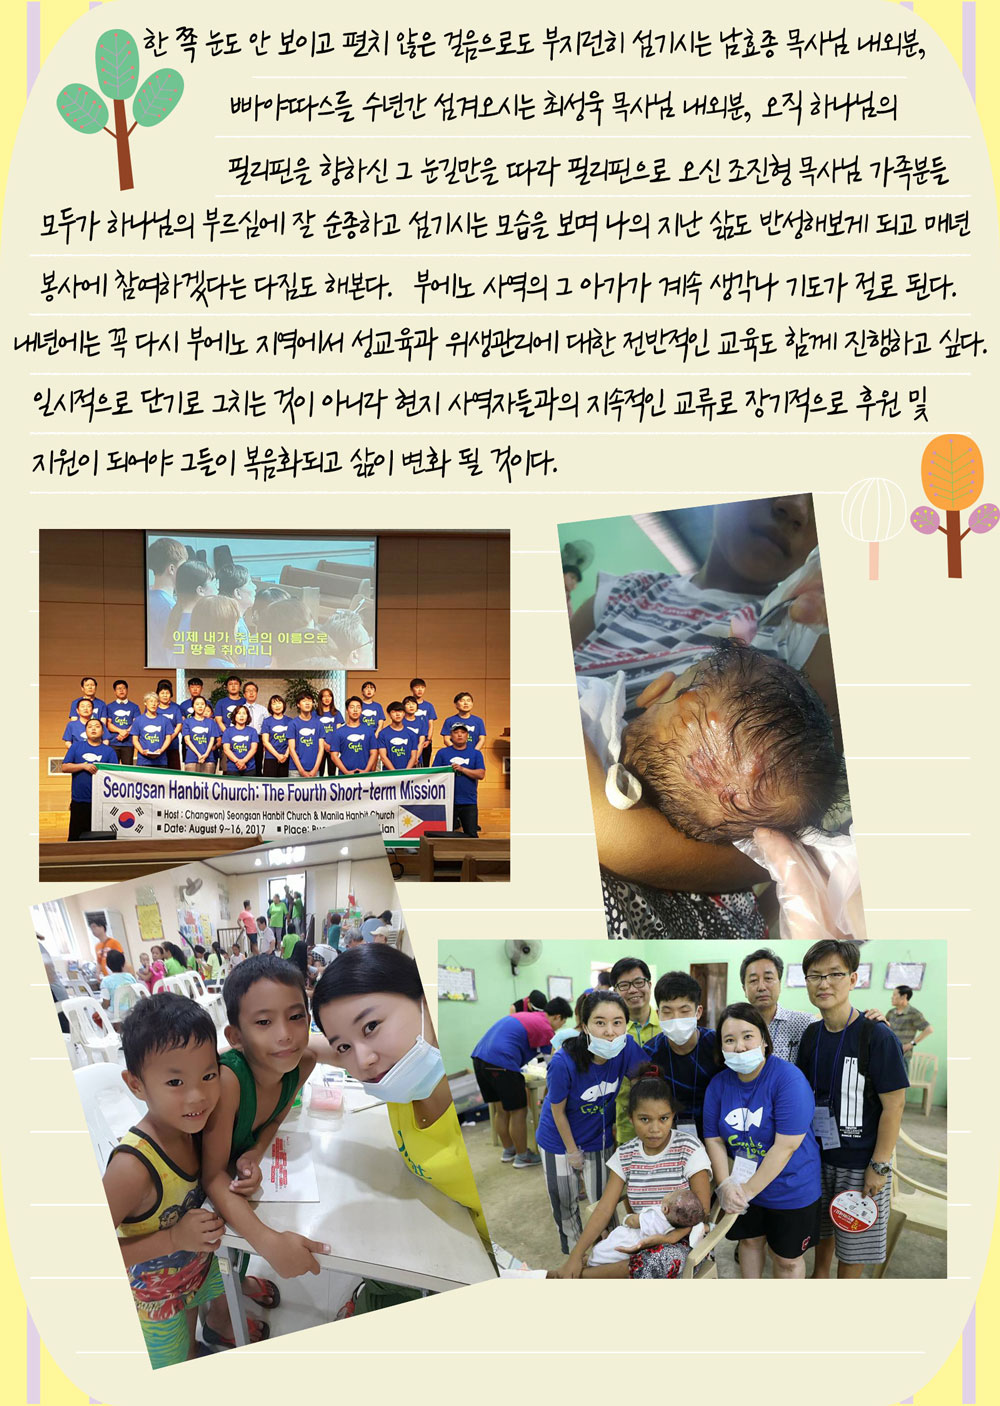 한 쪽 눈도 안 보이고 편치 않은 걸음으로도 부지런히 섬기시는 남효종 목사님 내외분,
빠야따스를 수년간 섬겨오시는 최성욱 목사님 내외분, 오직 하나님의
필리핀을 향하신 그 눈길만을 따라 필리핀으로 오신 조진형 목사님 가족분들
모두가 하나님의 부르심에 잘 순종하고 섬기시는 모습을 보며 나의 지난 삶도 반성해보게 되고 매년
봉사에 참여하겠다는 다짐도 해본다. 부에노 사역의 그 아가가 계속 생각나 기도가 절로 된다.
내년에는 꼭 다시 부에노 지역에서 성교육과 위생관리에 대한 전반적인 교육도 함께 진행하고 싶다.
일시적으로 단기로 그치는 것이 아니라 현지 사역자들과의 지속적인 교류로 장기적으로 후원 및
지원이 되어야 그들이 복음화되고 삶이 변화 될 것이다.
이제 내가 주님의 이름으로
그 땅을 취하리니
Seongsan Hanbit Church: The Fourth Short-term Mission
■ Host : Changwon) Seongsan Hanbit Church & Manila Hanbit Church
■ Date: August 9~16, 2017 ■ Place: